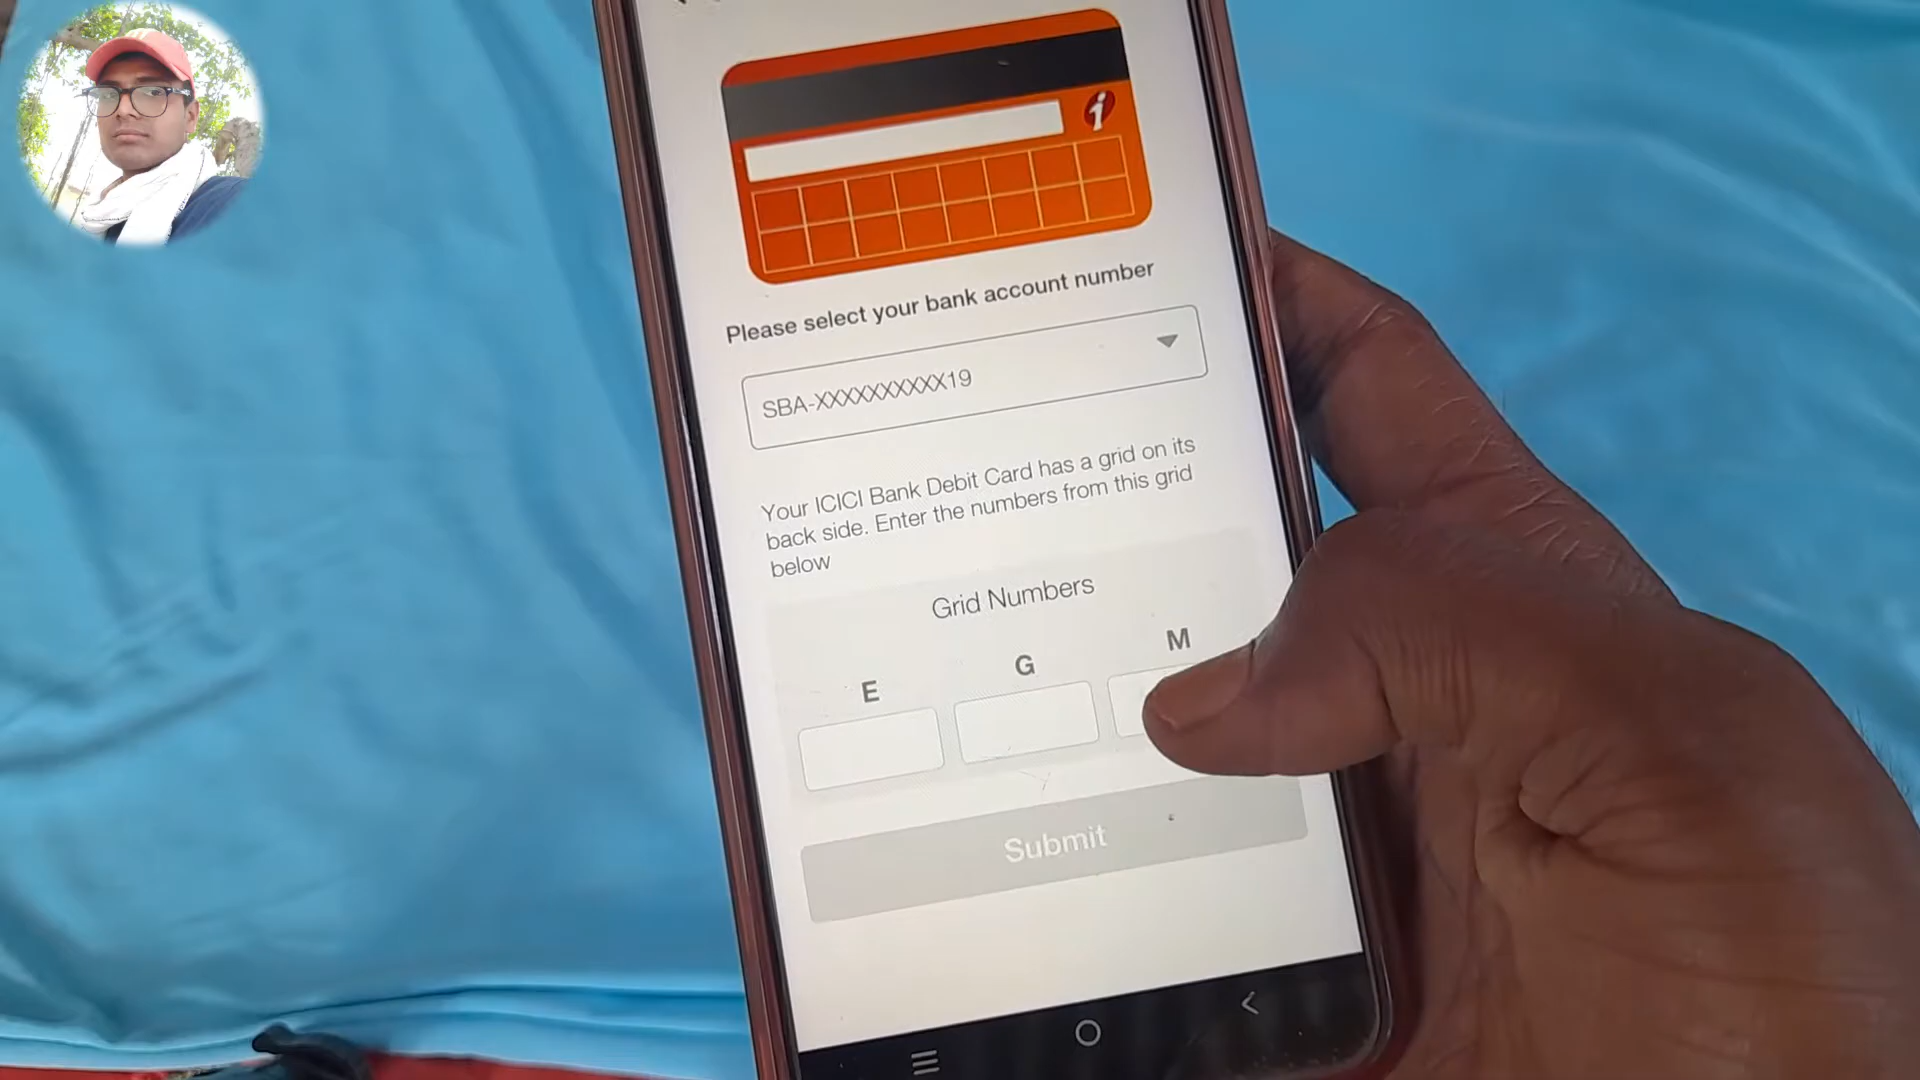 Please select your bank account number
SBA-XXXXXXXXXX19
Your ICICI Bank Debit Card has a grid on its
back side. Enter the numbers from this grid
below
Grid Numbers
E G M
Submit